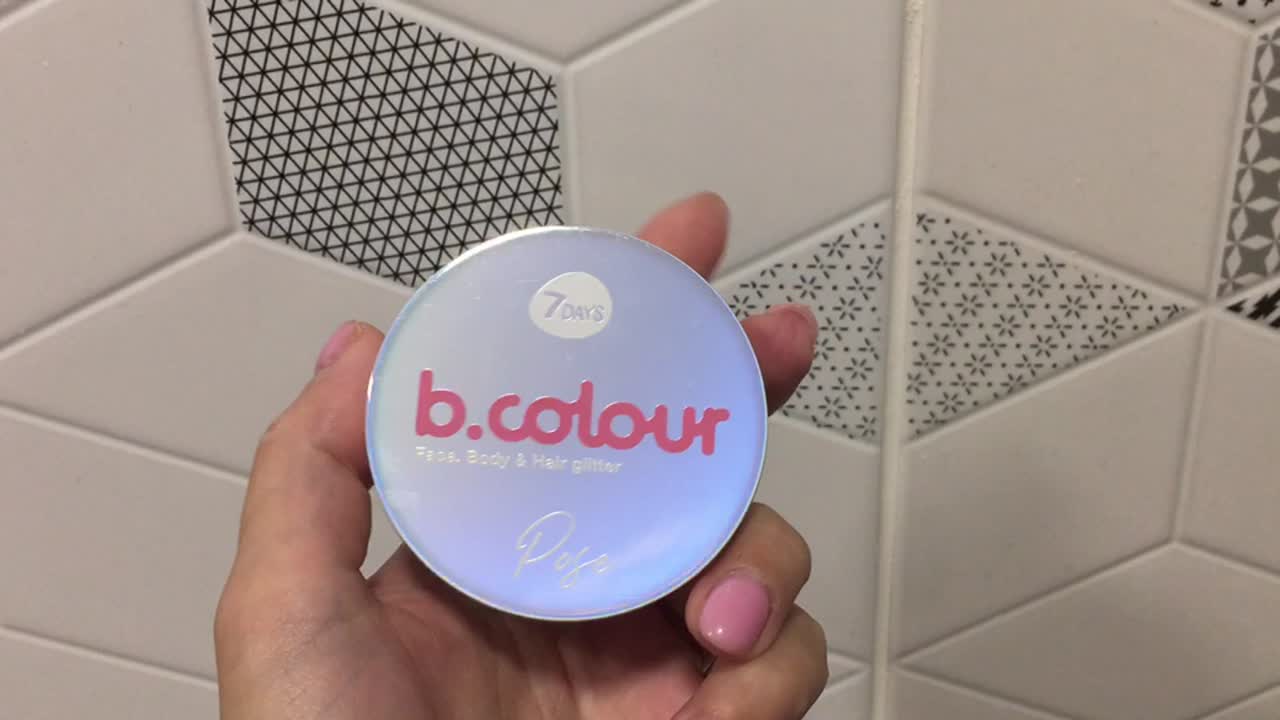 7DAYS
b.colour
Face. Body & Hair glitter
Pose